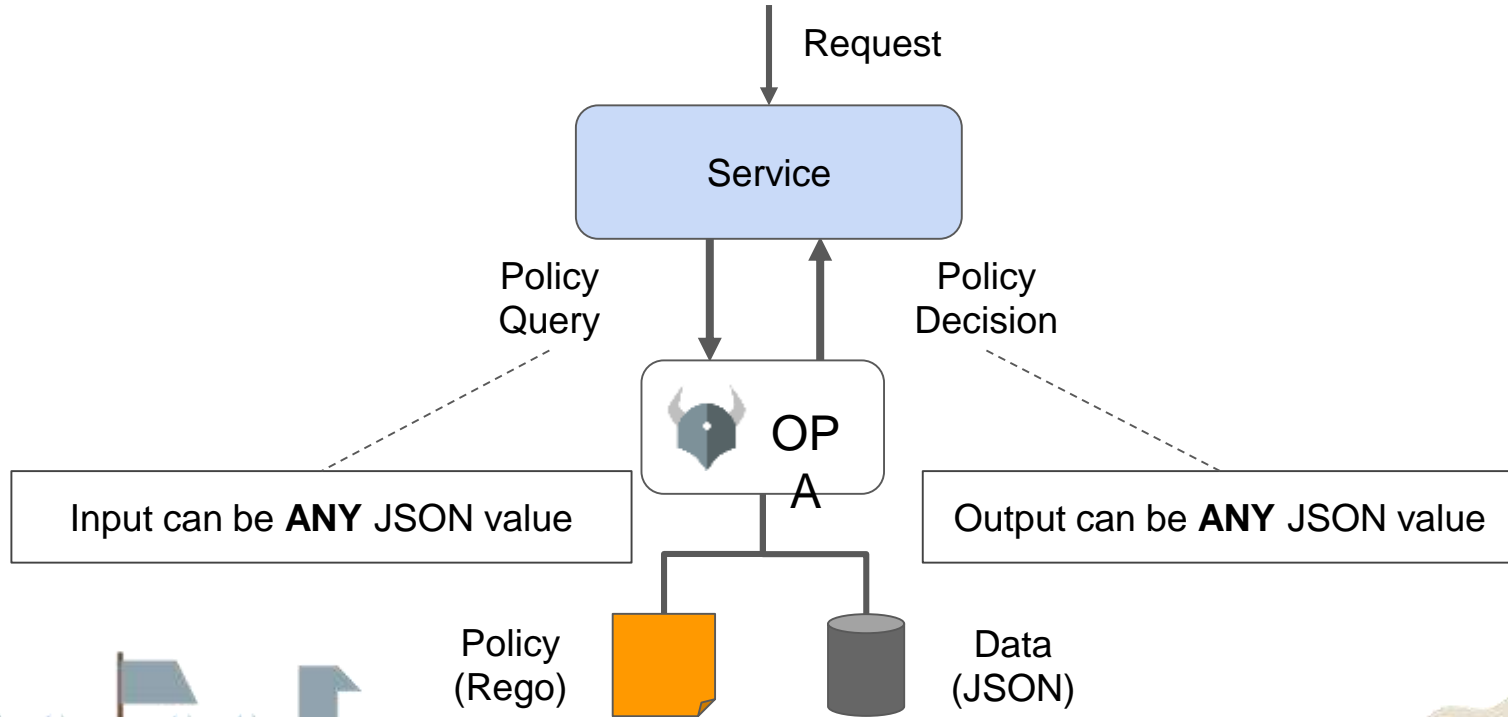 Request
Service
Policy
Query
Policy
Decision
OP
A
Input can be ANY JSON value
Output can be ANY JSON value
Policy
(Rego)
Data
(JSON)